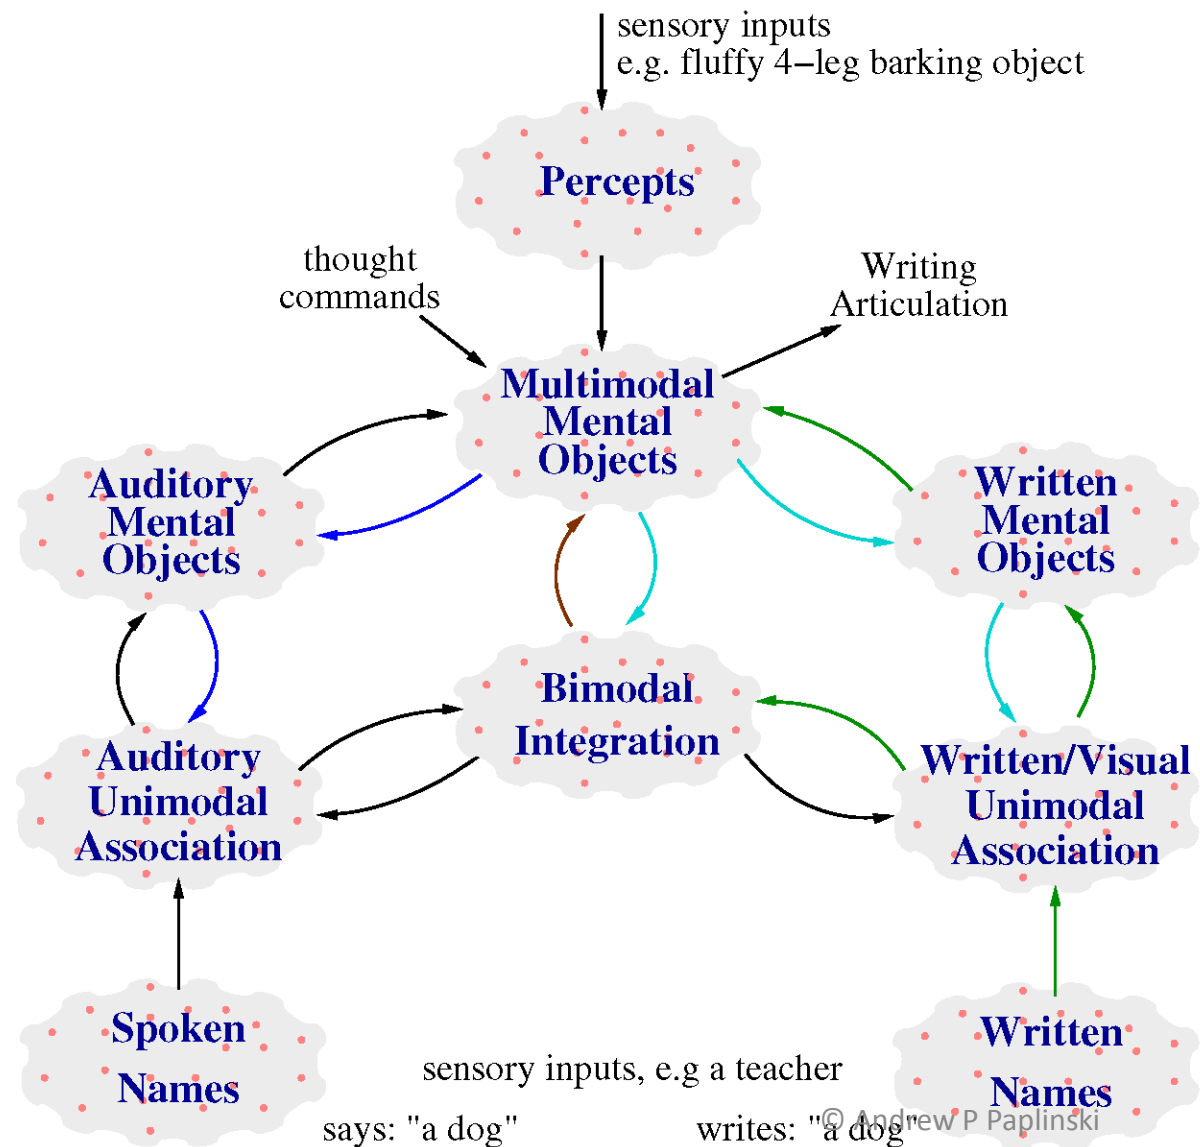 sensory inputs
e.g. fluffy 4−leg barking object
Percepts
thought
commands
Writing
Articulation
Multimodal
Mental
Objects
Auditory
Mental
Objects
Written
Mental
Objects
Bimodal
Integration
Auditory
Unimodal
Association
Written/Visual
Unimodal
Association
Spoken
Names
Written
Names
sensory inputs, e.g a teacher
says: "a dog"
writes: "a dog"
© Andrew P Paplinski